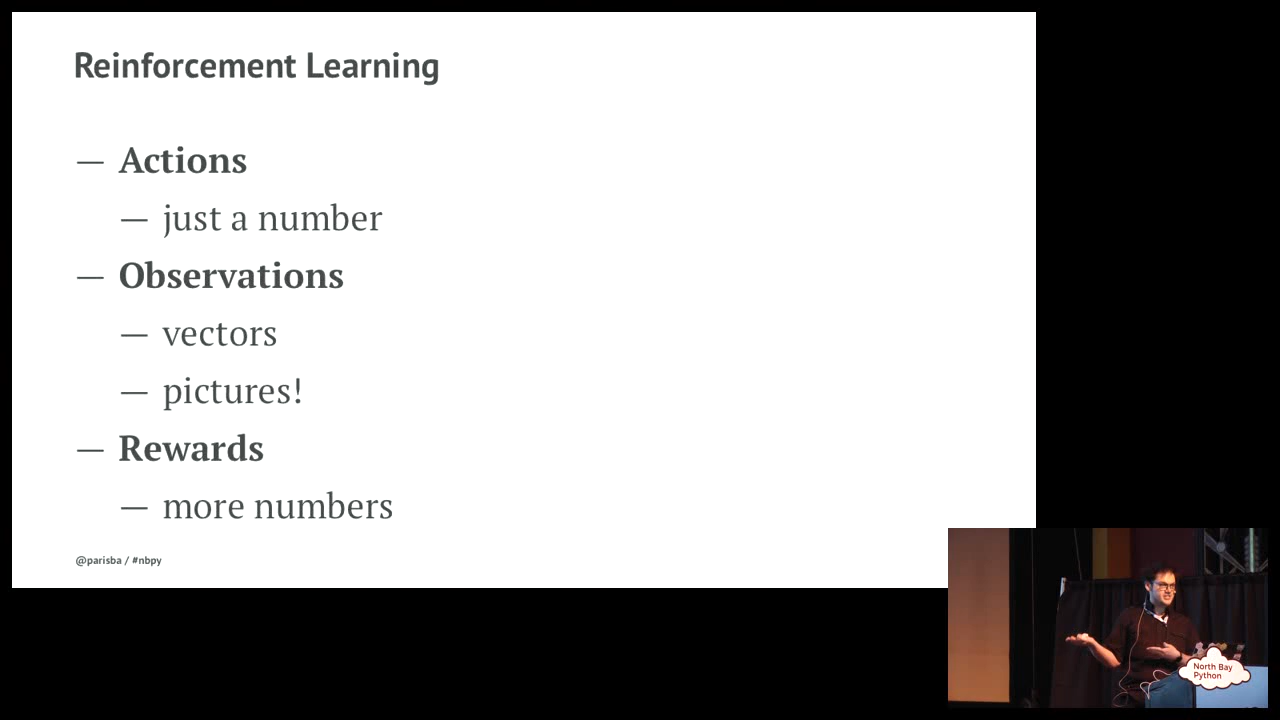 Reinforcement Learning
— Actions
— just a number
— Observations
— vectors
— pictures!
— Rewards
— more numbers
@parisba / #nbpy
North Bay
Python